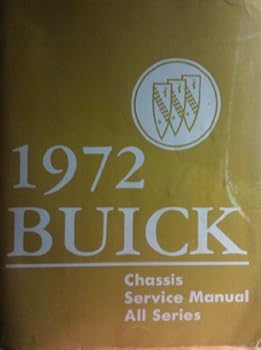 1972
BUICK
Chassis
Service Manual
All Series